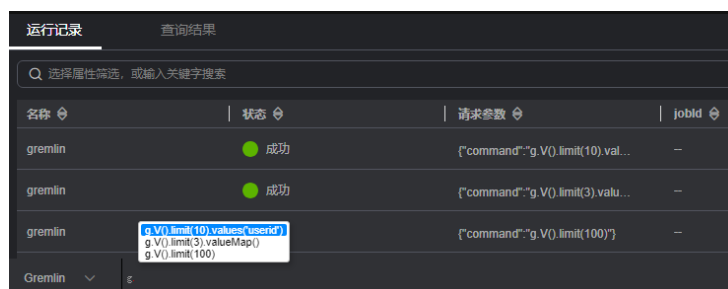 运行记录 查询结果
选择属性筛选，或输入关键字搜索
名称 状态 请求参数 jobId
gremlin 成功 {"command":"g.V().limit(10).val... --
gremlin 成功 {"command":"g.V().limit(3).valu... --
gremlin {"command":"g.V().limit(100)"} --
g.V().limit(10).values('userid')
g.V().limit(3).valueMap()
g.V().limit(100)
Gremlin g